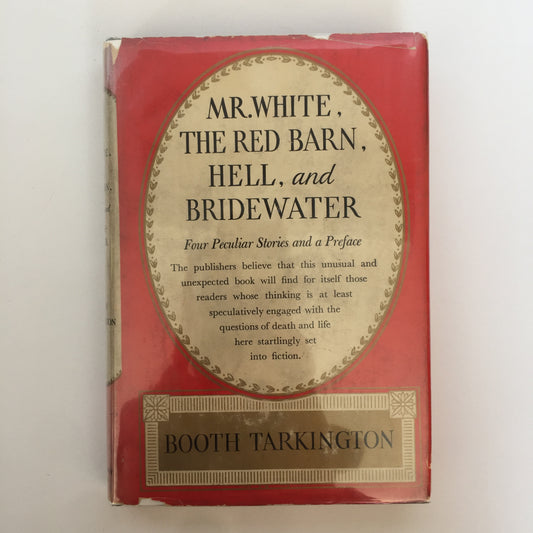 MR. WHITE,
THE RED BARN,
HELL, and
BRIDEWATER
Four Peculiar Stories and a Preface
The publishers believe that this unusual and
unexpected book will find for itself those
readers whose thinking is at least
speculatively engaged with the
questions of death and life
here startlingly set
into fiction.
BOOTH TARKINGTON